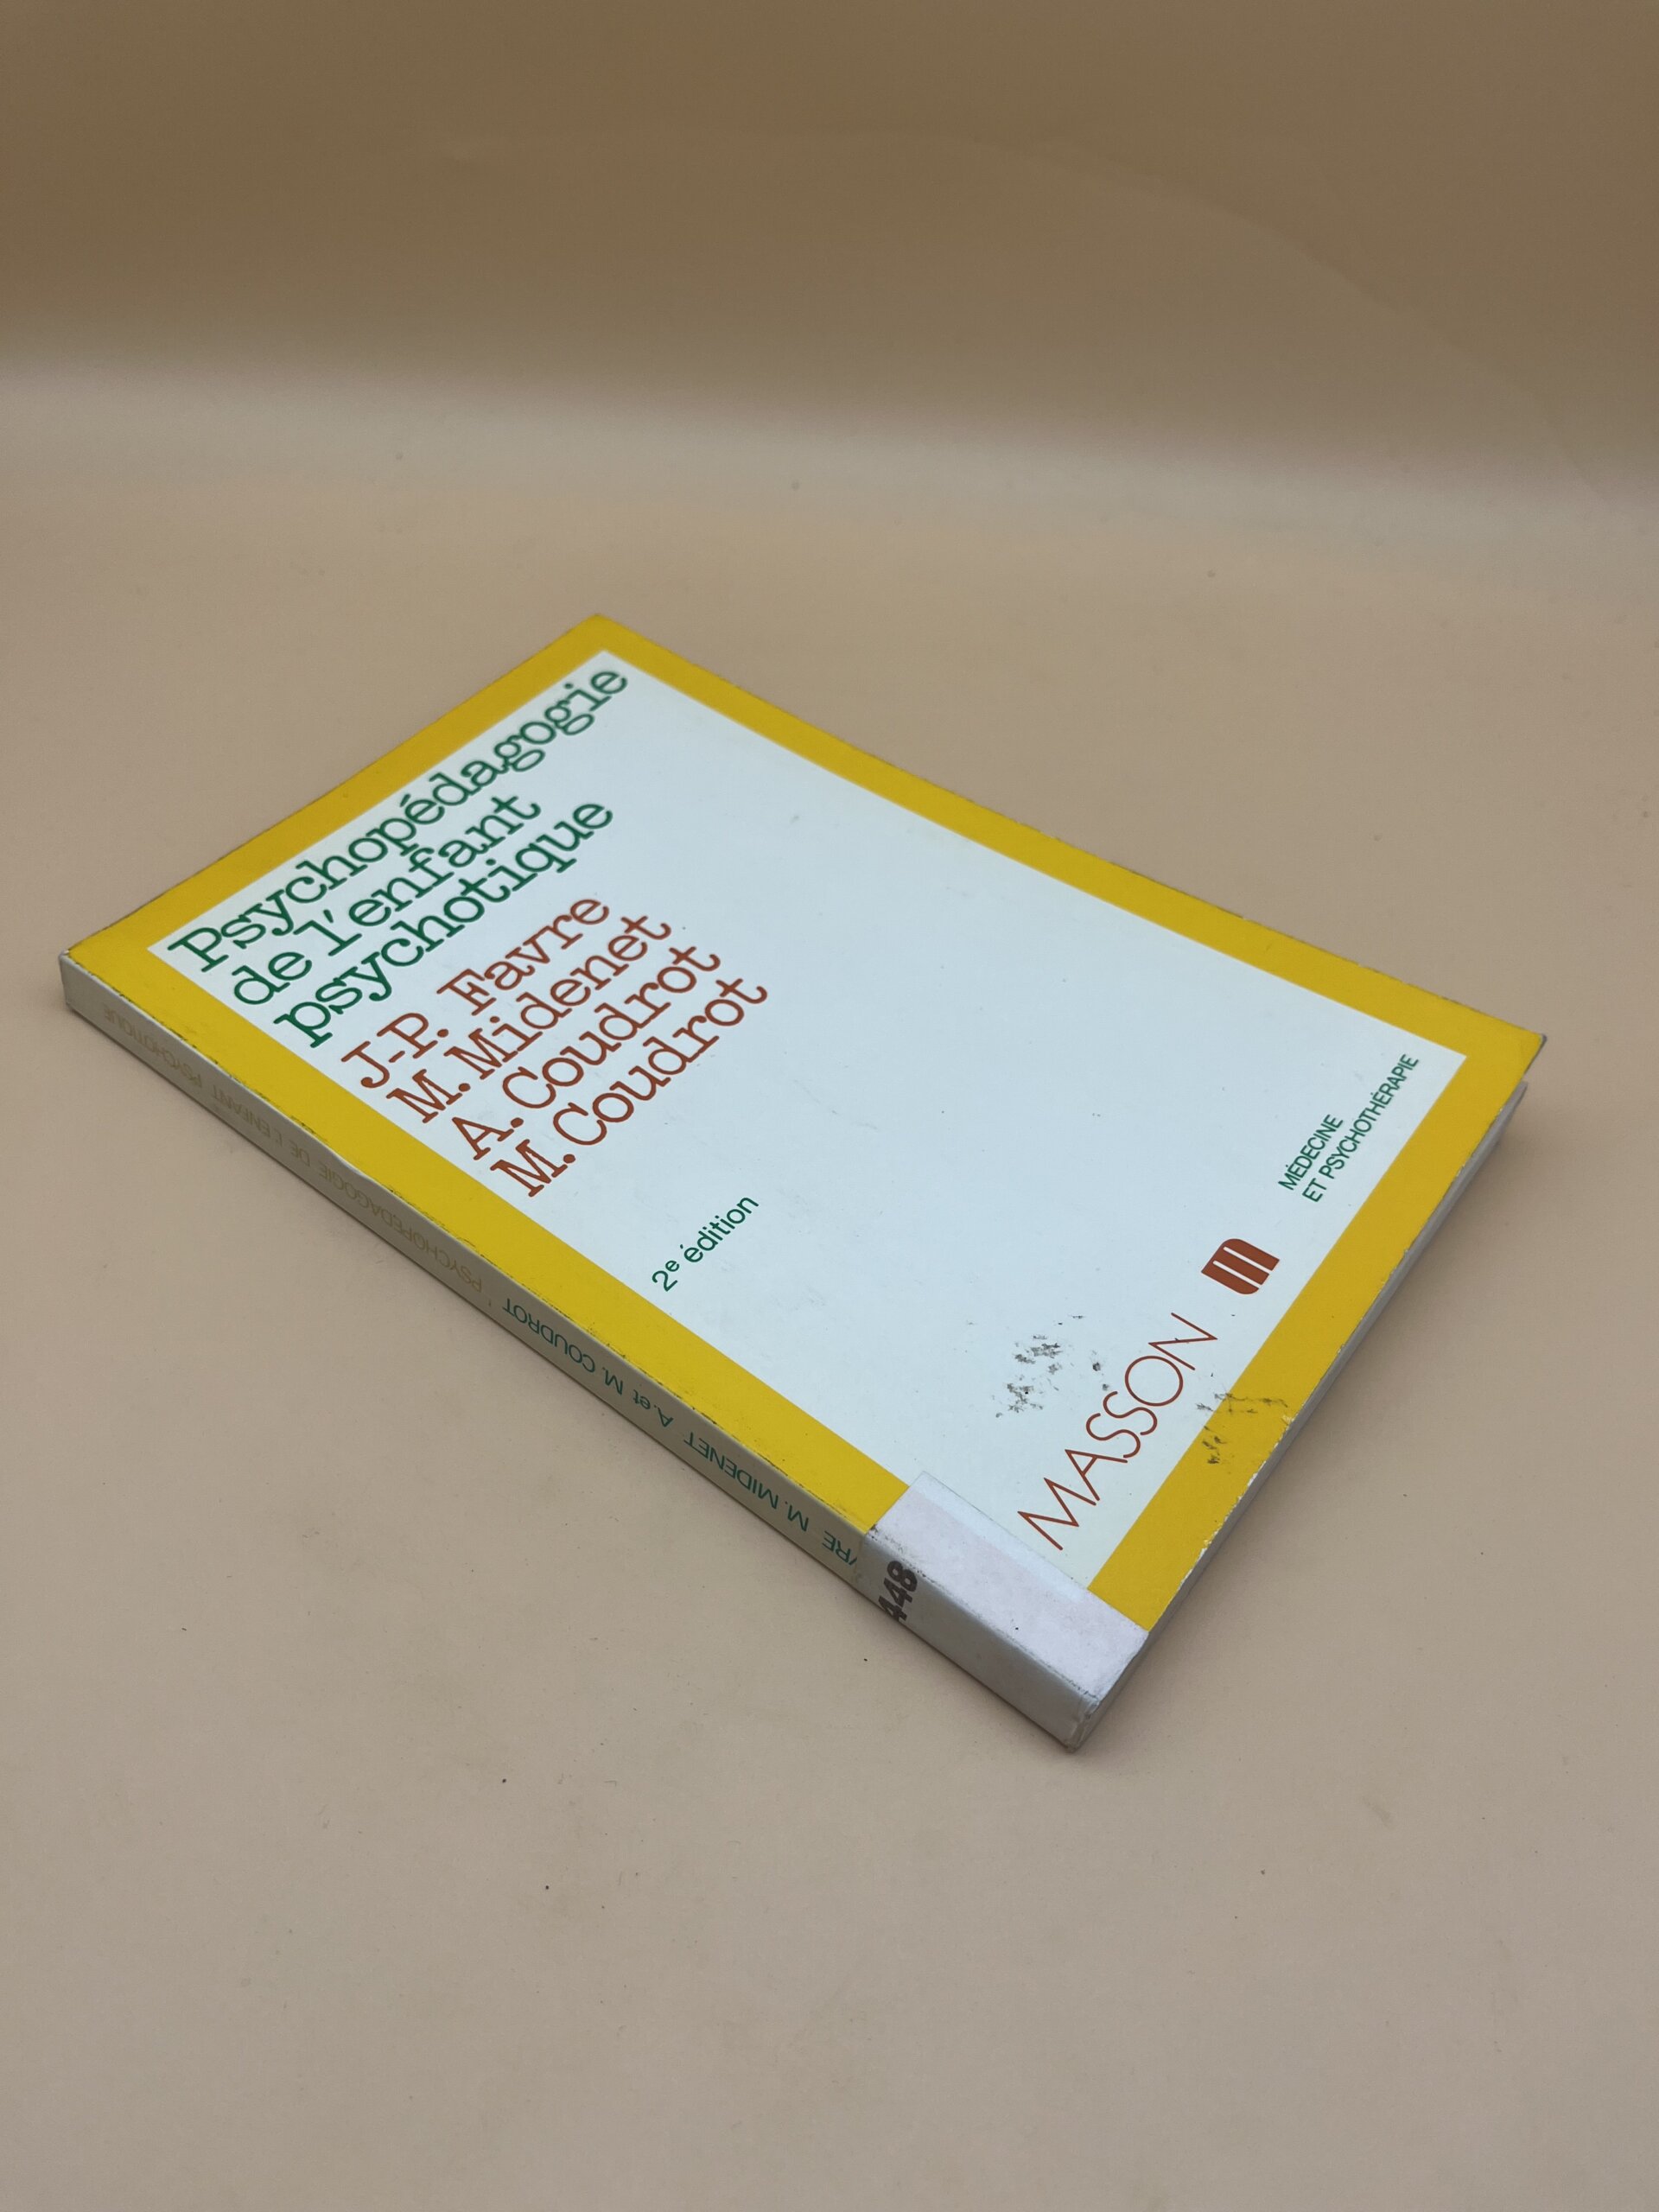 Psychopédagogie
de l'enfant
psychotique
J-P. Favre
M. Midenet
A. Coudrot
M. Coudrot
2e édition
MÉDECINE
ET PSYCHOTHÉRAPIE
MASSON
VRE M. MIDENET A. et M. COUDROT PSYCHOPÉDAGOGIE DE L'ENFANT PSYCHOTIQUE
448